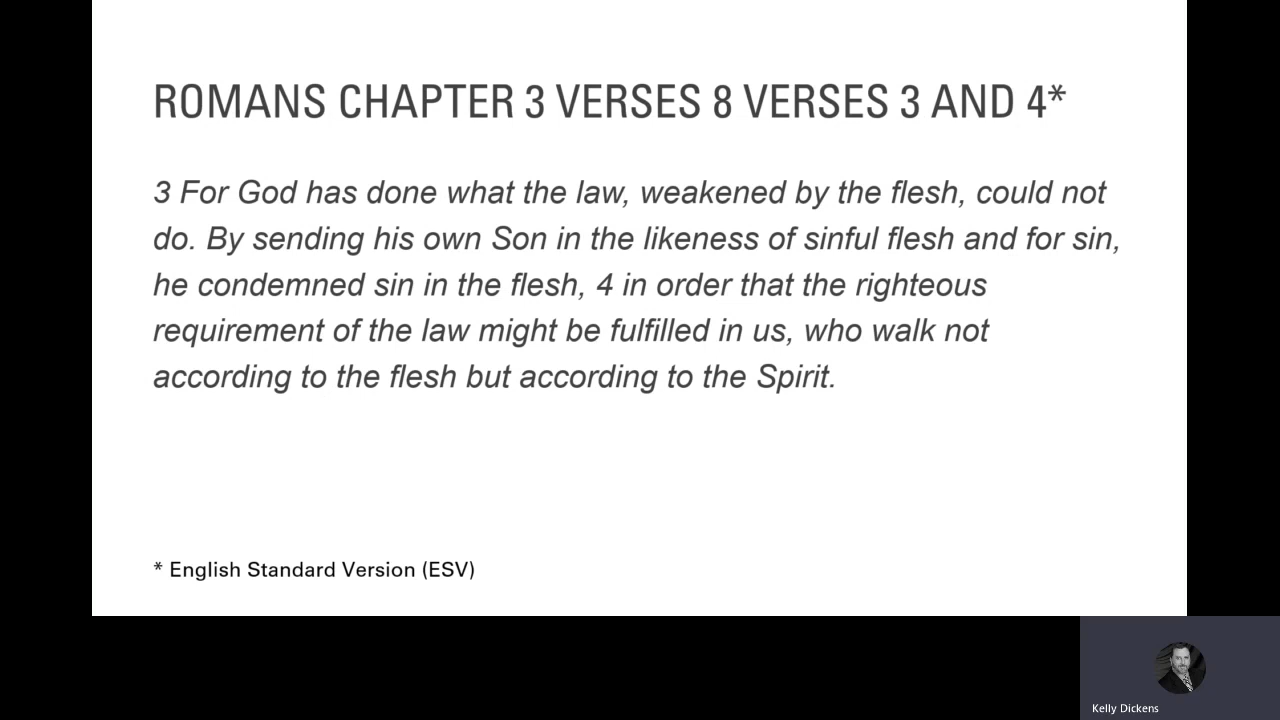 ROMANS CHAPTER 3 VERSES 8 VERSES 3 AND 4*
3 For God has done what the law, weakened by the flesh, could not
do. By sending his own Son in the likeness of sinful flesh and for sin,
he condemned sin in the flesh, 4 in order that the righteous
requirement of the law might be fulfilled in us, who walk not
according to the flesh but according to the Spirit.
* English Standard Version (ESV)
Kelly Dickens